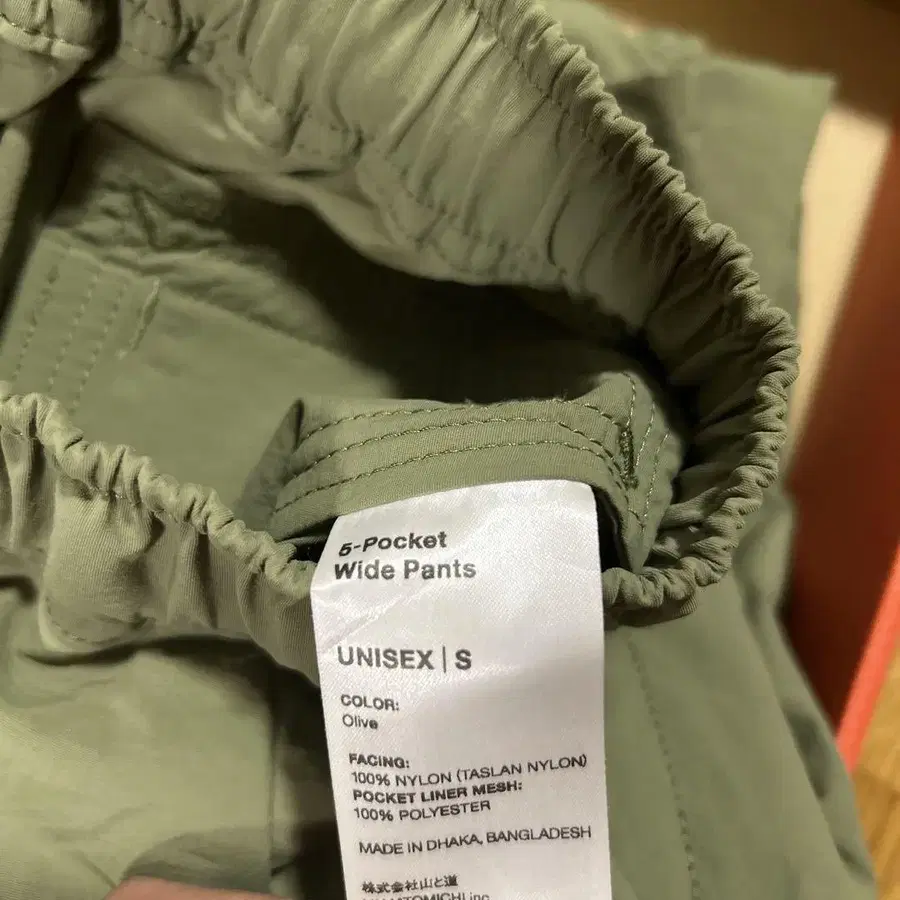 5-Pocket
Wide Pants
UNISEX | S
COLOR:
Olive
FACING:
100% NYLON (TASLAN NYLON)
POCKET LINER MESH:
100% POLYESTER
MADE IN DHAKA, BANGLADESH
株式会社山と道